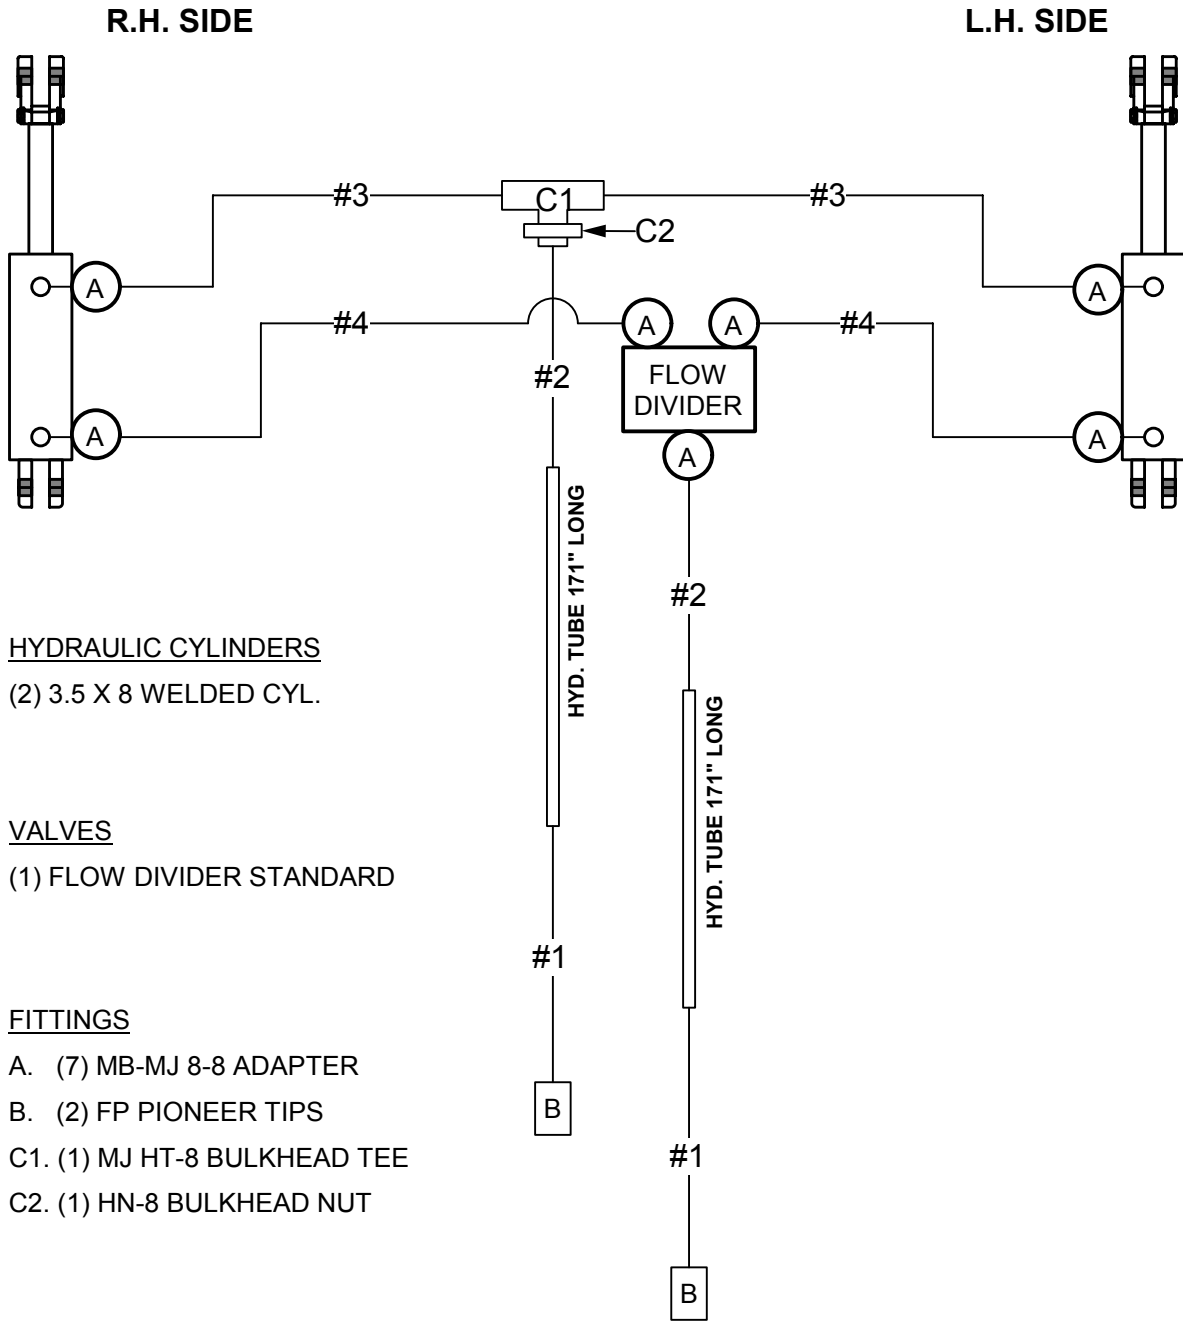 R.H. SIDE
L.H. SIDE
#3
C1
#3
C2
A
A
#4
A
A
#4
#2
FLOW
DIVIDER
A
A
A
HYD. TUBE 171" LONG
#2
HYDRAULIC CYLINDERS
(2) 3.5 X 8 WELDED CYL.
HYD. TUBE 171" LONG
VALVES
(1) FLOW DIVIDER STANDARD
#1
FITTINGS
A. (7) MB-MJ 8-8 ADAPTER
B. (2) FP PIONEER TIPS
C1. (1) MJ HT-8 BULKHEAD TEE
C2. (1) HN-8 BULKHEAD NUT
B
#1
B